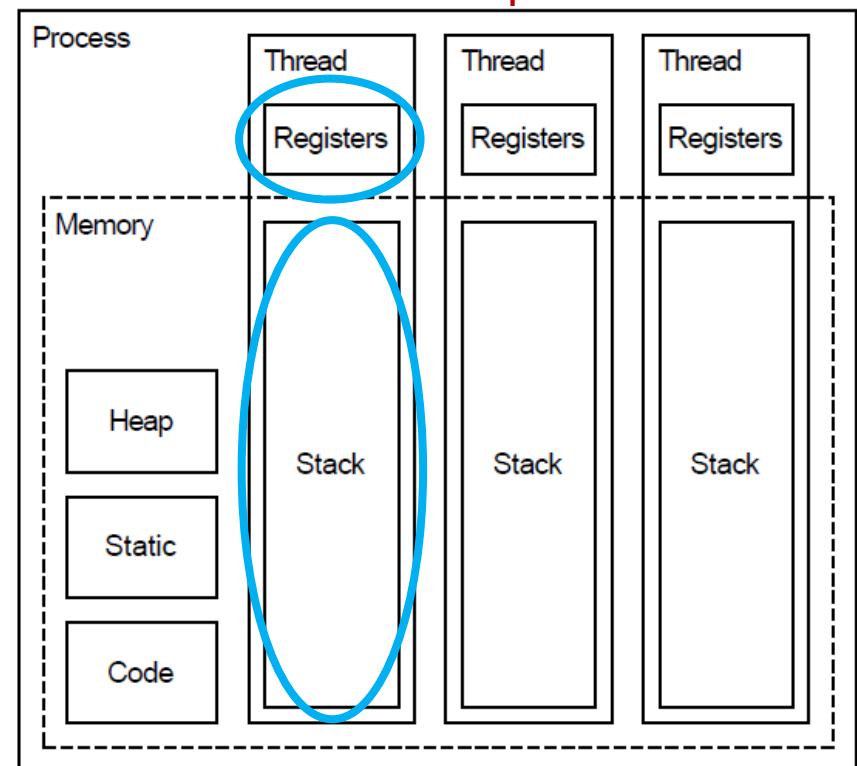 Process
Thread
Thread
Thread
Registers
Registers
Registers
Memory
Heap
Static
Code
Stack
Stack
Stack